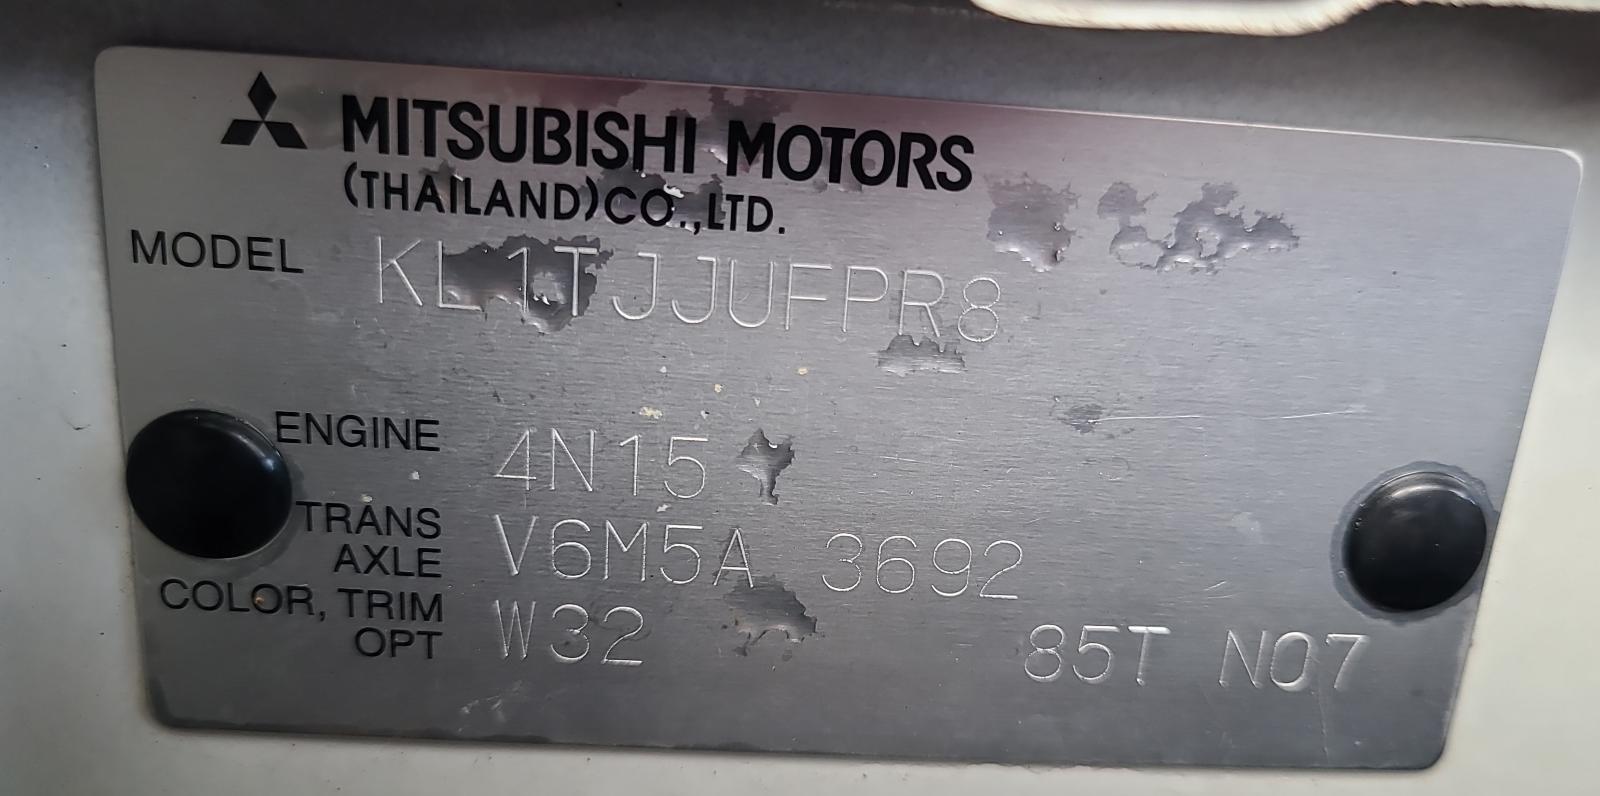 MITSUBISHI MOTORS
(THAILAND)CO.,LTD.
MODEL KL1TJJUFPR8
ENGINE 4N15
TRANS
AXLE V6M5A 3692
COLOR, TRIM
OPT W32 85T N07